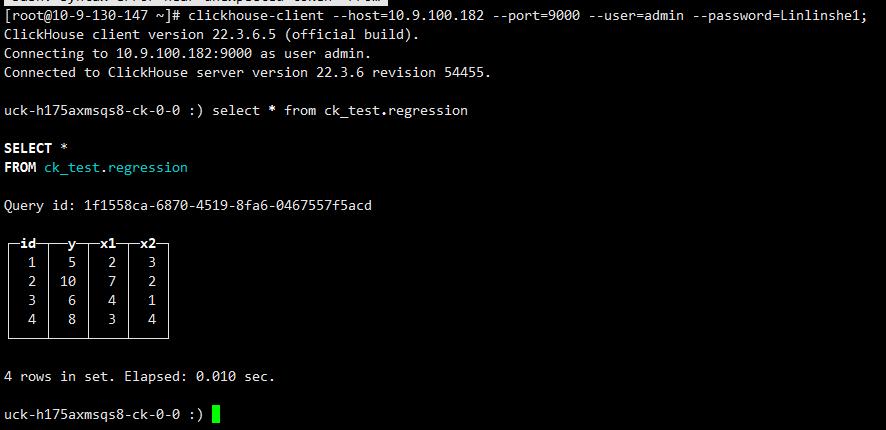 [root@10-9-130-147 ~]# clickhouse-client --host=10.9.100.182 --port=9000 --user=admin --password=Linlinshe1;
ClickHouse client version 22.3.6.5 (official build).
Connecting to 10.9.100.182:9000 as user admin.
Connected to ClickHouse server version 22.3.6 revision 54455.
uck-h175axmsqs8-ck-0-0 :) select * from ck_test.regression
SELECT *
FROM ck_test.regression
Query id: 1f1558ca-6870-4519-8fa6-0467557f5acd
id y x1 x2
1 5 2 3
2 10 7 2
3 6 4 1
4 8 3 4
4 rows in set. Elapsed: 0.010 sec.
uck-h175axmsqs8-ck-0-0 :)